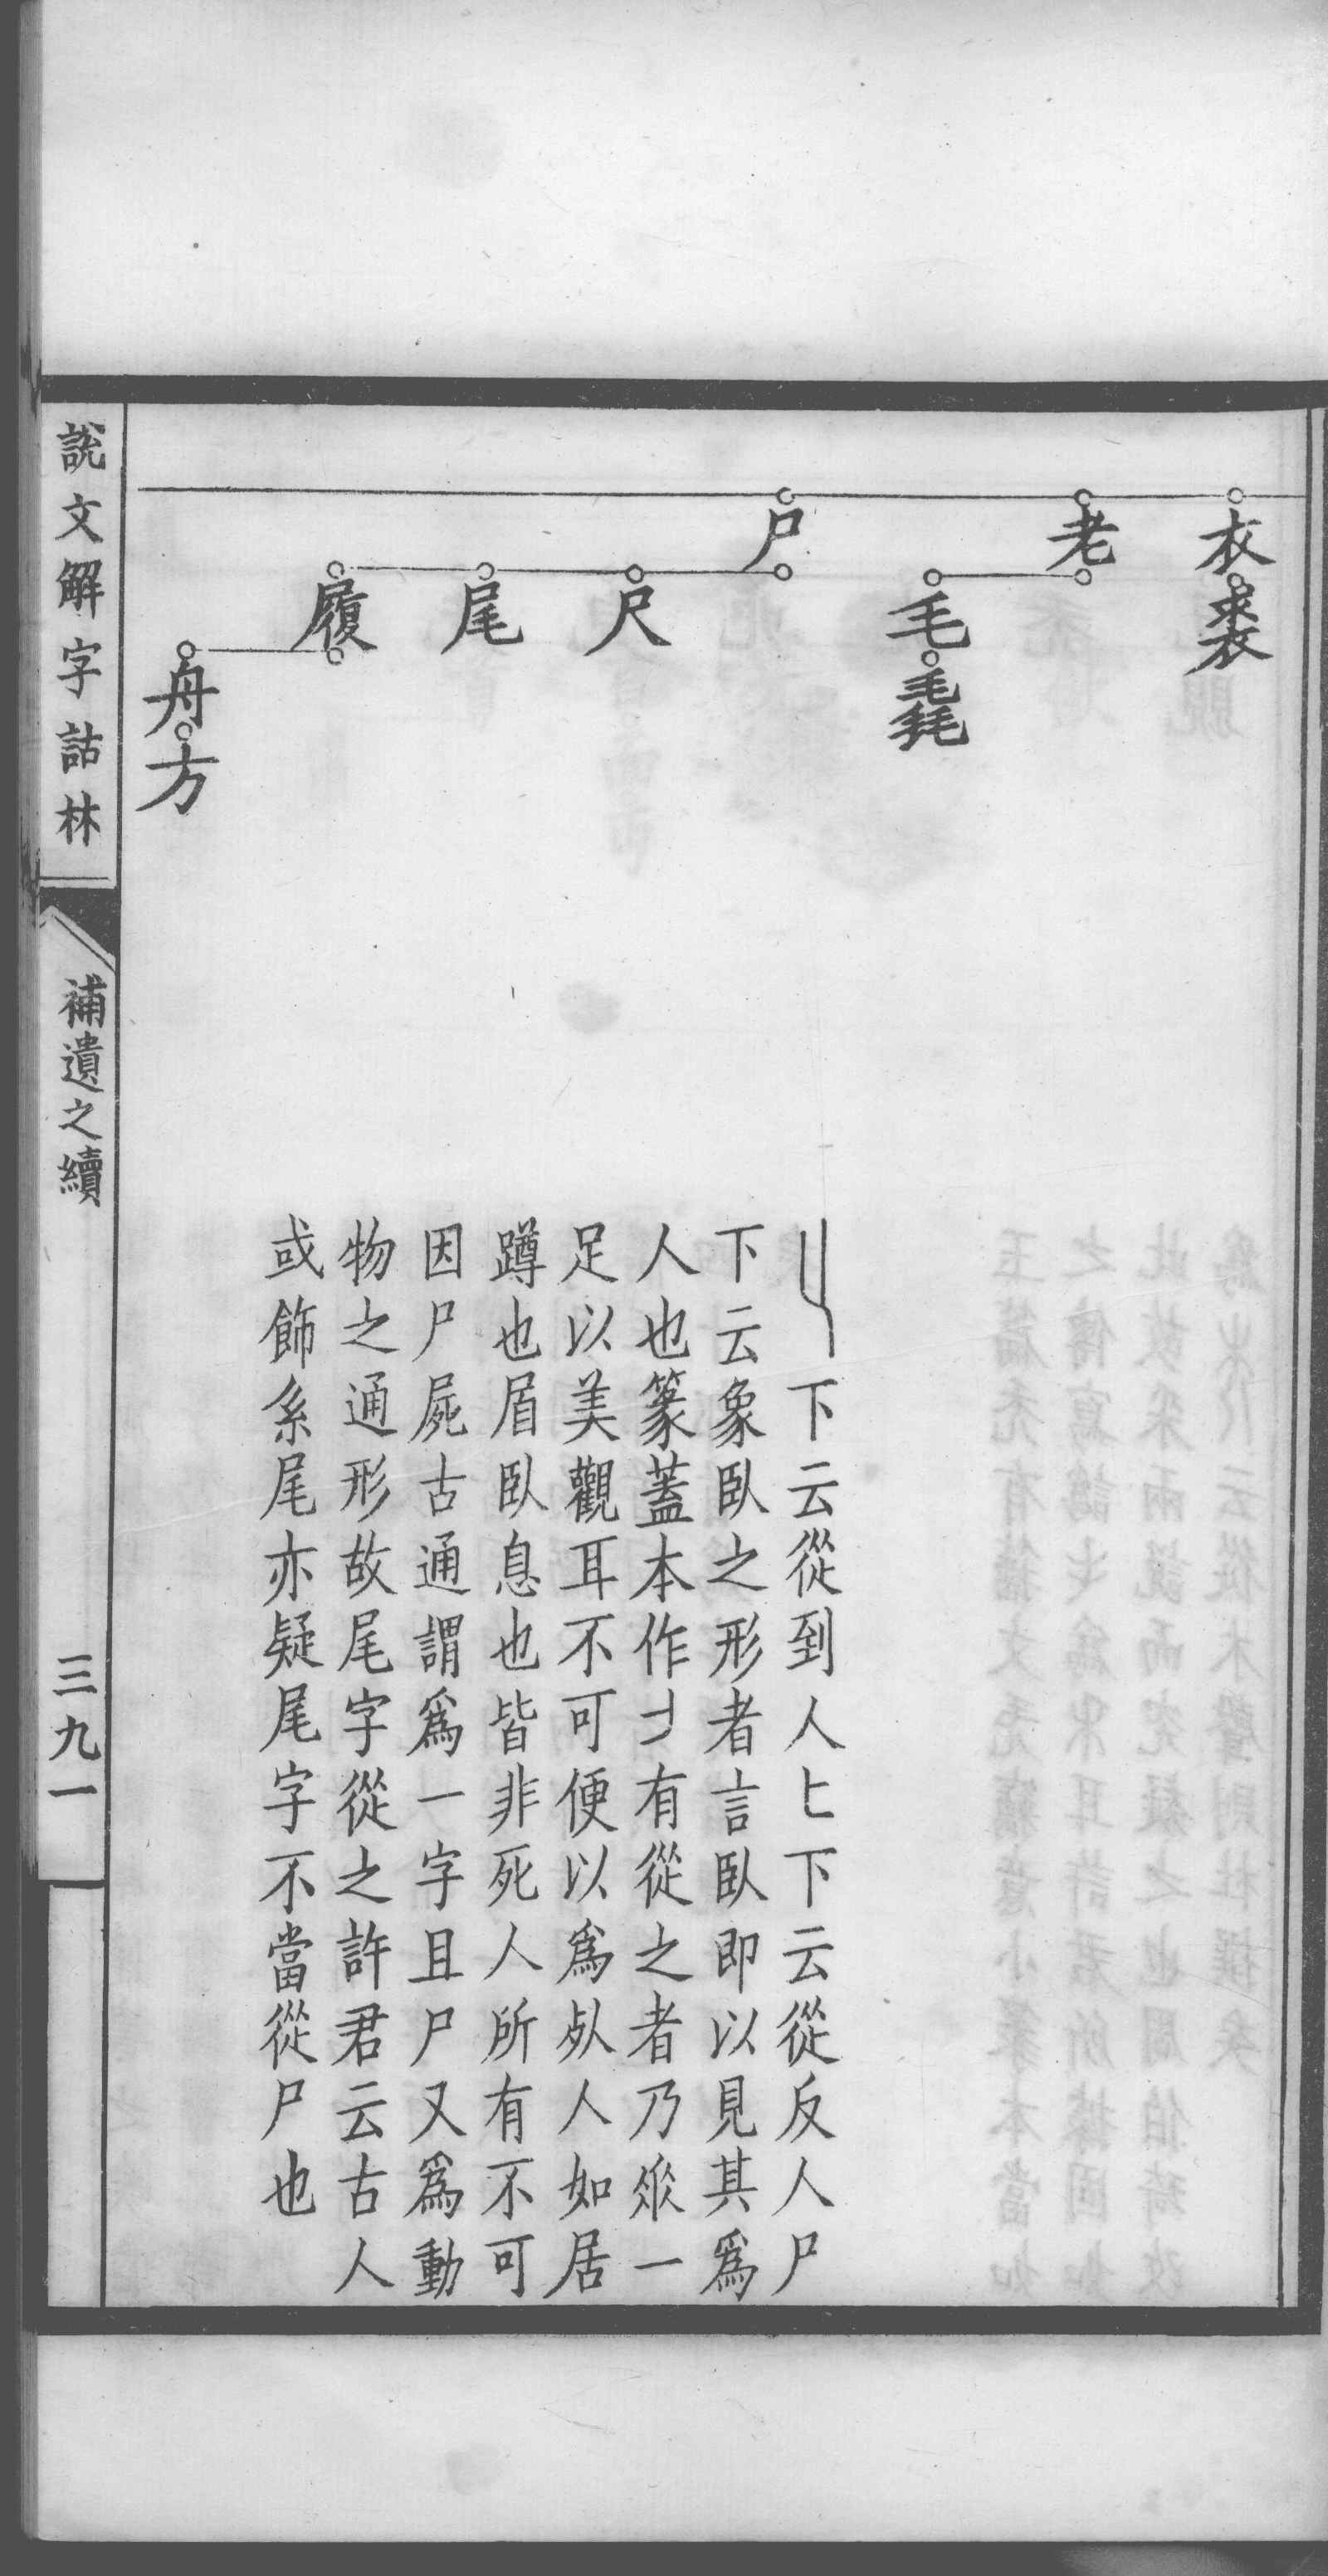 衣
裘
老
毛
毳
尸
尺
尾
履
舟
方
下云從到人匕下云從反人尸
下云象臥之形者言臥即以見其爲
人也篆蓋本作有從之者乃㒸一
足以美觀耳不可便以爲人如居
蹲也眉臥息也皆非死人所有不可
因尸屍古通謂爲一字且尸又爲動
物之通形故尾字從之許君云古人
或飾系尾亦疑尾字不當從尸也
說文解字詁林
補遺之續
三九一